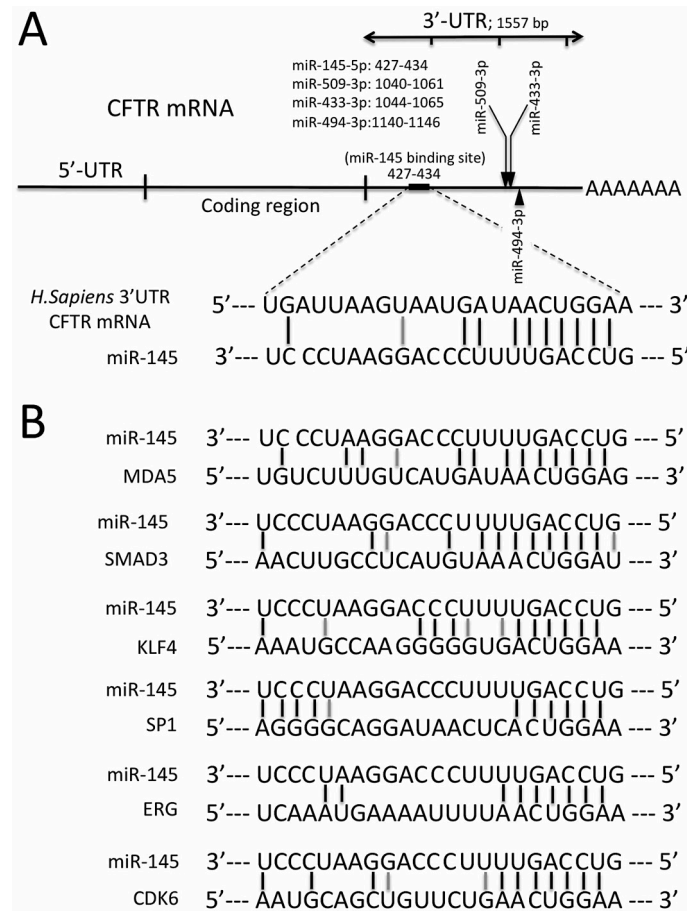 A
3’-UTR; 1557 bp
miR-145-5p: 427-434
miR-509-3p: 1040-1061
miR-433-3p: 1044-1065
miR-494-3p:1140-1146
miR-509-3p
miR-433-3p
CFTR mRNA
(miR-145 binding site)
427-434
5’-UTR
Coding region
AAAAAAA
miR-494-3p
H.Sapiens 3’UTR
CFTR mRNA
5’--- UGAUUAAGUAAUGAUAACUGGAA --- 3’
miR-145 3’--- UC CCUAAGGACCCUUUUGACCUG --- 5’
B
miR-145 3’--- UC CCUAAGGACCCUUUUGACCUG --- 5’
MDA5 5’--- UGUCUUUGUCAUGAUAACUGGAG --- 3’
miR-145 3’--- UCCCUAAGGACCCU UUUGACCUG --- 5’
SMAD3 5’--- AACUUGCCUCAUGUAAACUGGAU --- 3’
miR-145 3’--- UCCCUAAGGACCCUUUUGACCUG --- 5’
KLF4 5’--- AAAUGCCAAGGGGGUGACUGGAA --- 3’
miR-145 3’--- UCCCUAAGGACCCUUUUGACCUG --- 5’
SP1 5’--- AGGGGCAGGAUAACUCACUGGAA --- 3’
miR-145 3’--- UCCCUAAGGACCCUUUUGACCUG --- 5’
ERG 5’--- UCAAAUGAAAAUUUUAACUGGAA --- 3’
miR-145 3’--- UCCCUAAGGACCCUUUUGACCUG --- 5’
CDK6 5’--- AAUGCAGCUGUUCUGAACUGGAA --- 3’